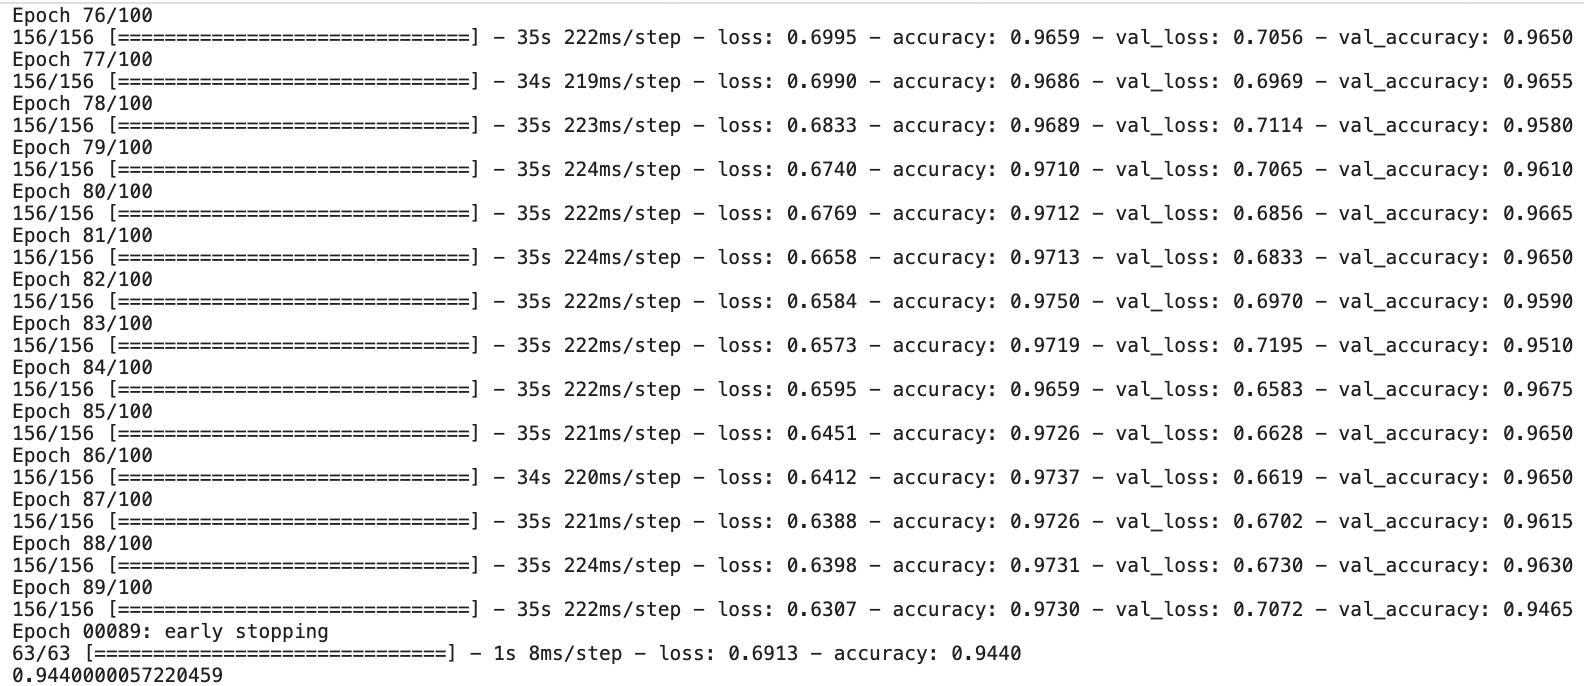 Epoch 76/100
156/156 [==============================] - 35s 222ms/step - loss: 0.6995 - accuracy: 0.9659 - val_loss: 0.7056 - val_accuracy: 0.9650
Epoch 77/100
156/156 [==============================] - 34s 219ms/step - loss: 0.6990 - accuracy: 0.9686 - val_loss: 0.6969 - val_accuracy: 0.9655
Epoch 78/100
156/156 [==============================] - 35s 223ms/step - loss: 0.6833 - accuracy: 0.9689 - val_loss: 0.7114 - val_accuracy: 0.9580
Epoch 79/100
156/156 [==============================] - 35s 224ms/step - loss: 0.6740 - accuracy: 0.9710 - val_loss: 0.7065 - val_accuracy: 0.9610
Epoch 80/100
156/156 [==============================] - 35s 222ms/step - loss: 0.6769 - accuracy: 0.9712 - val_loss: 0.6856 - val_accuracy: 0.9665
Epoch 81/100
156/156 [==============================] - 35s 224ms/step - loss: 0.6658 - accuracy: 0.9713 - val_loss: 0.6833 - val_accuracy: 0.9650
Epoch 82/100
156/156 [==============================] - 35s 222ms/step - loss: 0.6584 - accuracy: 0.9750 - val_loss: 0.6970 - val_accuracy: 0.9590
Epoch 83/100
156/156 [==============================] - 35s 222ms/step - loss: 0.6573 - accuracy: 0.9719 - val_loss: 0.7195 - val_accuracy: 0.9510
Epoch 84/100
156/156 [==============================] - 35s 222ms/step - loss: 0.6595 - accuracy: 0.9659 - val_loss: 0.6583 - val_accuracy: 0.9675
Epoch 85/100
156/156 [==============================] - 35s 221ms/step - loss: 0.6451 - accuracy: 0.9726 - val_loss: 0.6628 - val_accuracy: 0.9650
Epoch 86/100
156/156 [==============================] - 34s 220ms/step - loss: 0.6412 - accuracy: 0.9737 - val_loss: 0.6619 - val_accuracy: 0.9650
Epoch 87/100
156/156 [==============================] - 35s 221ms/step - loss: 0.6388 - accuracy: 0.9726 - val_loss: 0.6702 - val_accuracy: 0.9615
Epoch 88/100
156/156 [==============================] - 35s 224ms/step - loss: 0.6398 - accuracy: 0.9731 - val_loss: 0.6730 - val_accuracy: 0.9630
Epoch 89/100
156/156 [==============================] - 35s 222ms/step - loss: 0.6307 - accuracy: 0.9730 - val_loss: 0.7072 - val_accuracy: 0.9465
Epoch 00089: early stopping
63/63 [==============================] - 1s 8ms/step - loss: 0.6913 - accuracy: 0.9440
0.9440000057220459